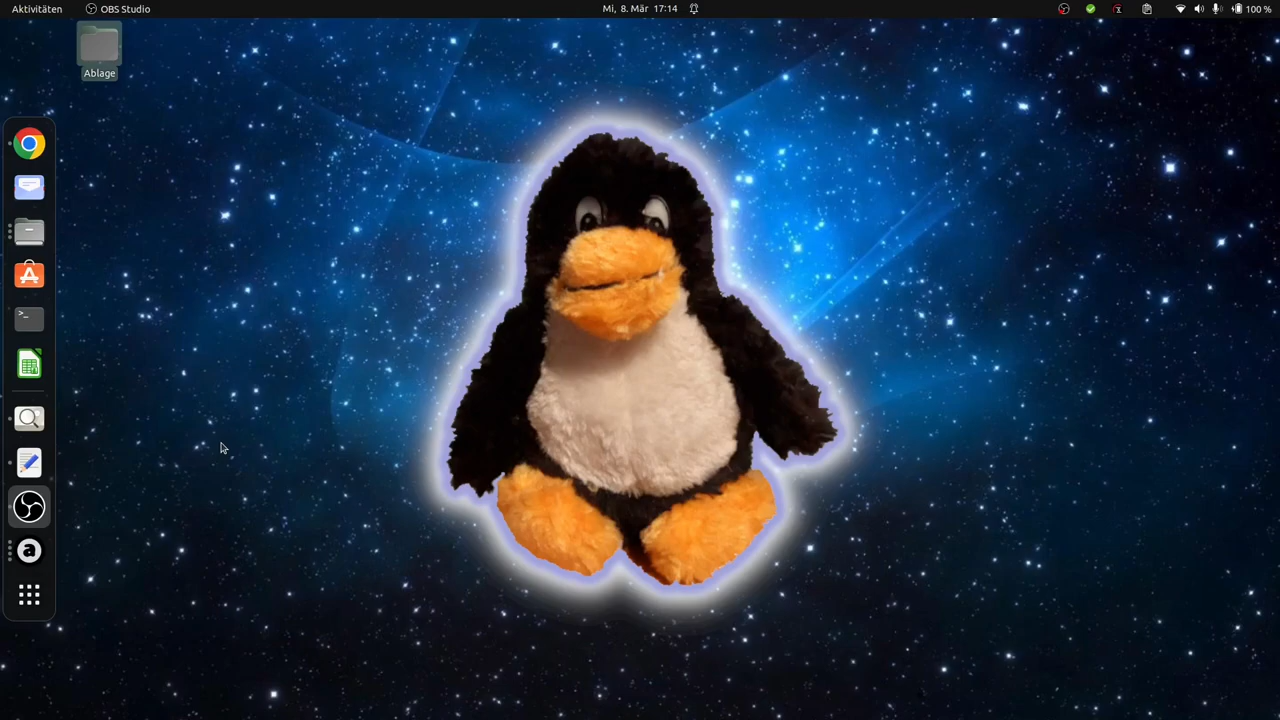 Aktivitäten
OBS Studio
Mi, 8. Mär 17:14
100 %
Ablage
>_
a